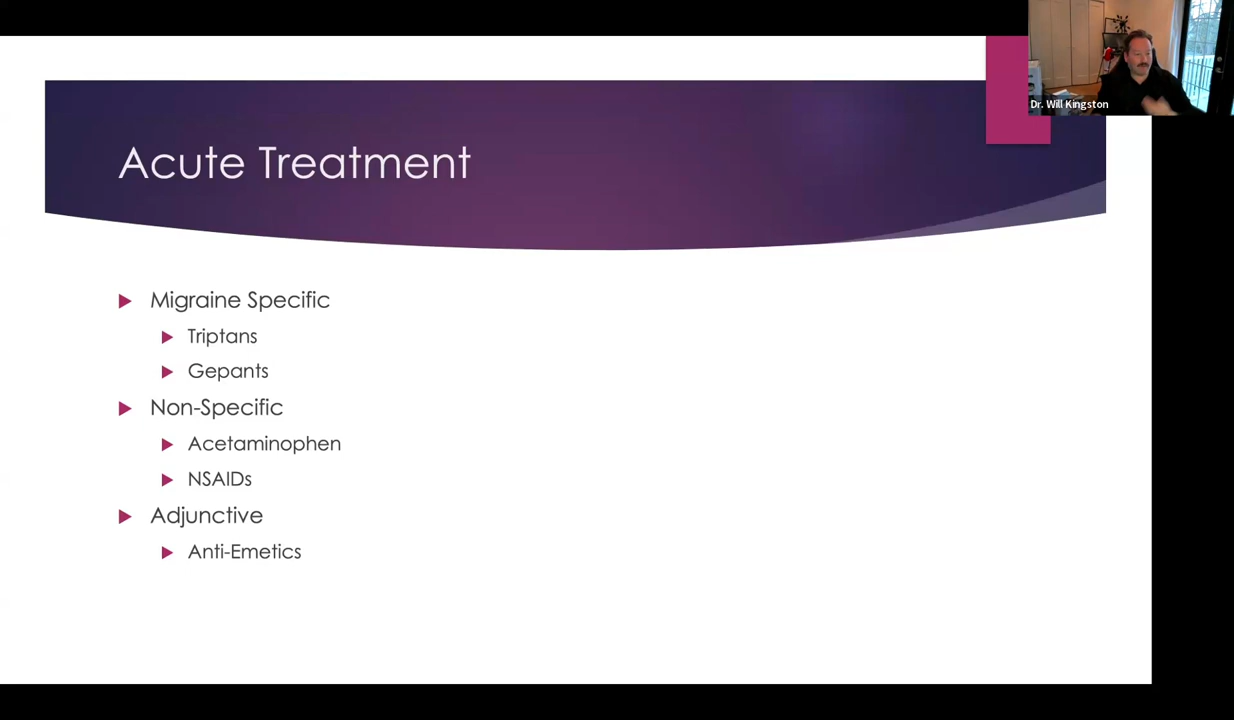 Dr. Will Kingston
Acute Treatment
Migraine Specific
Triptans
Gepants
Non-Specific
Acetaminophen
NSAIDs
Adjunctive
Anti-Emetics